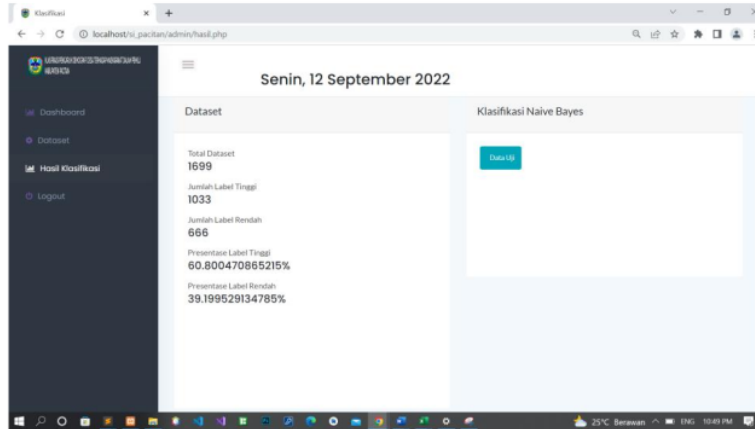 Klasifikasi
localhost/si_pacitan/admin/hasil.php
Senin, 12 September 2022
Dashboard
Dataset
Hasil Klasifikasi
Logout
Dataset
Total Dataset
1699
Jumlah Label Tinggi
1033
Jumlah Label Rendah
666
Presentase Label Tinggi
60.800470865215%
Presentase Label Rendah
39.199529134785%
Klasifikasi Naive Bayes
Data Uji
25°C Berawan
ENG
10:49 PM